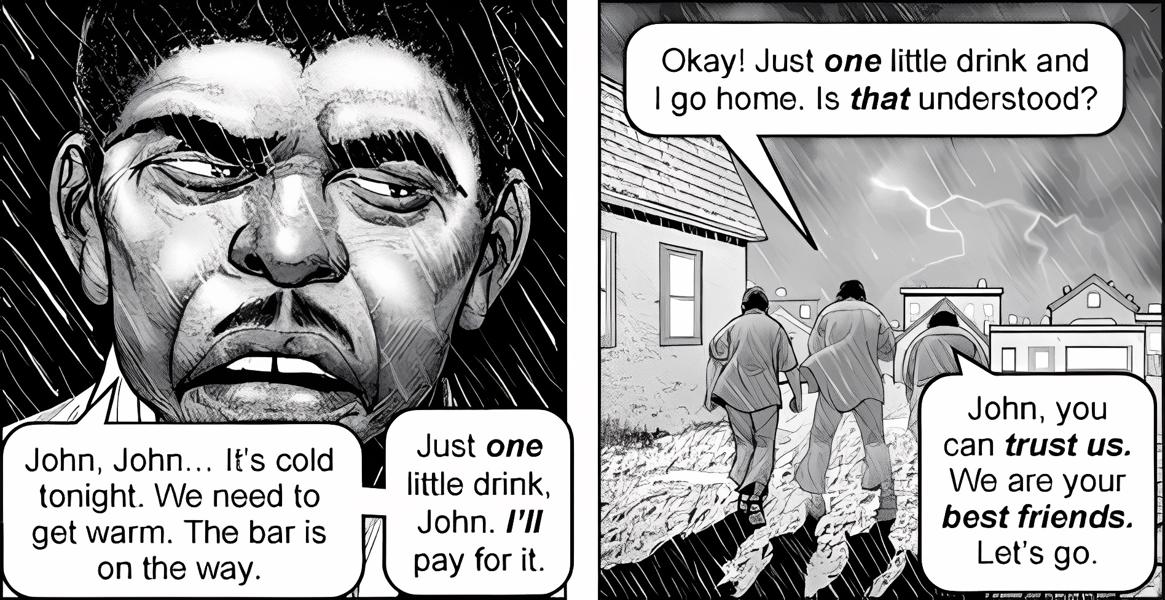 John, John... It's cold
tonight. We need to
get warm. The bar is
on the way.
Just one
little drink,
John. I'll
pay for it.
Okay! Just one little drink and
I go home. Is that understood?
John, you
can trust us.
We are your
best friends.
Let's go.